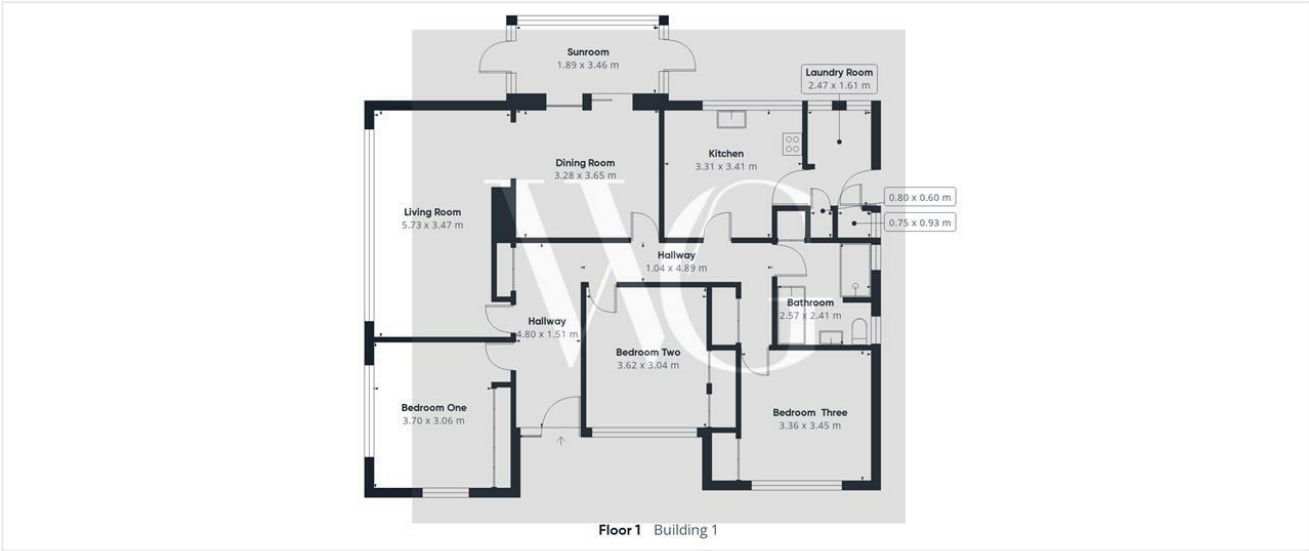 Sunroom
1.89 x 3.46 m
Laundry Room
2.47 x 1.61 m
Kitchen
3.31 x 3.41 m
Dining Room
3.28 x 3.65 m
0.80 x 0.60 m
Living Room
5.73 x 3.47 m
0.75 x 0.93 m
Hallway
1.04 x 4.89 m
Bathroom
2.57 x 2.41 m
Hallway
4.80 x 1.51 m
Bedroom Two
3.62 x 3.04 m
Bedroom One
3.70 x 3.06 m
Bedroom Three
3.36 x 3.45 m
WG
Floor 1 Building 1